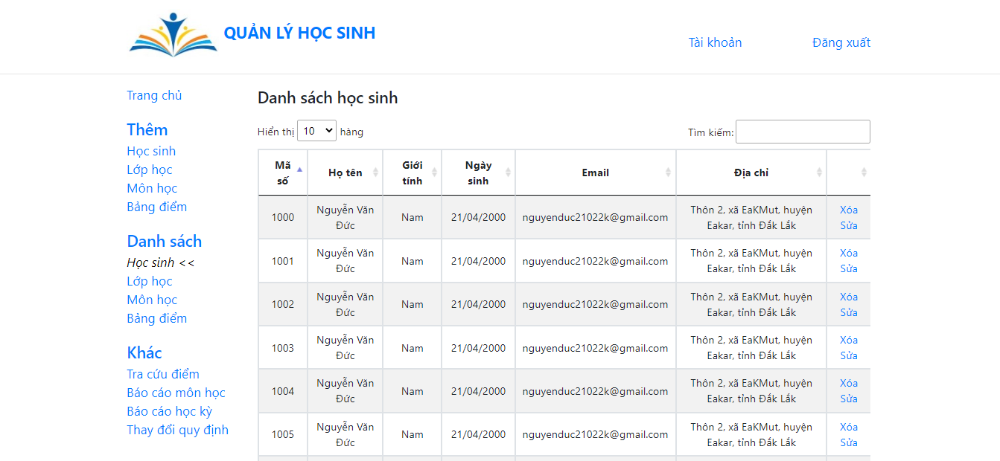 QUẢN LÝ HỌC SINH
Tài khoản
Đăng xuất
Trang chủ
Thêm
Học sinh
Lớp học
Môn học
Bảng điểm
Danh sách
Học sinh <<
Lớp học
Môn học
Bảng điểm
Khác
Tra cứu điểm
Báo cáo môn học
Báo cáo học kỳ
Thay đổi quy định
Danh sách học sinh
Hiển thị 10 hàng
Tìm kiếm:
Mã số Họ tên Giới tính Ngày sinh Email Địa chỉ
1000 Nguyễn Văn Đức Nam 21/04/2000 nguyenduc21022k@gmail.com Thôn 2, xã EaKMut, huyện Eakar, tỉnh Đắk Lắk Xóa Sửa
1001 Nguyễn Văn Đức Nam 21/04/2000 nguyenduc21022k@gmail.com Thôn 2, xã EaKMut, huyện Eakar, tỉnh Đắk Lắk Xóa Sửa
1002 Nguyễn Văn Đức Nam 21/04/2000 nguyenduc21022k@gmail.com Thôn 2, xã EaKMut, huyện Eakar, tỉnh Đắk Lắk Xóa Sửa
1003 Nguyễn Văn Đức Nam 21/04/2000 nguyenduc21022k@gmail.com Thôn 2, xã EaKMut, huyện Eakar, tỉnh Đắk Lắk Xóa Sửa
1004 Nguyễn Văn Đức Nam 21/04/2000 nguyenduc21022k@gmail.com Thôn 2, xã EaKMut, huyện Eakar, tỉnh Đắk Lắk Xóa Sửa
1005 Nguyễn Văn Đức Nam 21/04/2000 nguyenduc21022k@gmail.com Thôn 2, xã EaKMut, huyện Eakar, tỉnh Đắk Lắk Xóa Sửa